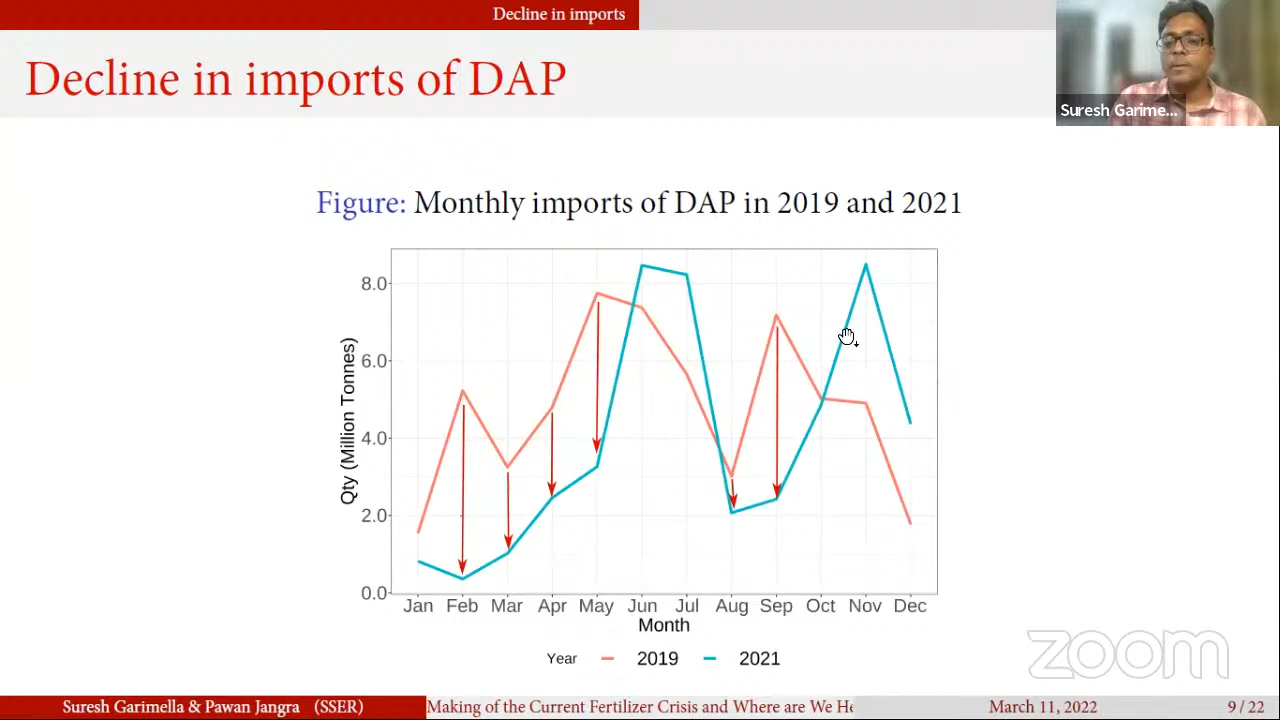 Decline in imports
Decline in imports of DAP
Suresh Garime...
Figure: Monthly imports of DAP in 2019 and 2021
Qty (Million Tonnes)
8.0
6.0
4.0
2.0
0.0
Jan Feb Mar Apr May Jun Jul Aug Sep Oct Nov Dec
Month
Year 2019 2021
zoom
Suresh Garimella & Pawan Jangra (SSER) Making of the Current Fertilizer Crisis and Where are We He March 11, 2022 9 / 22